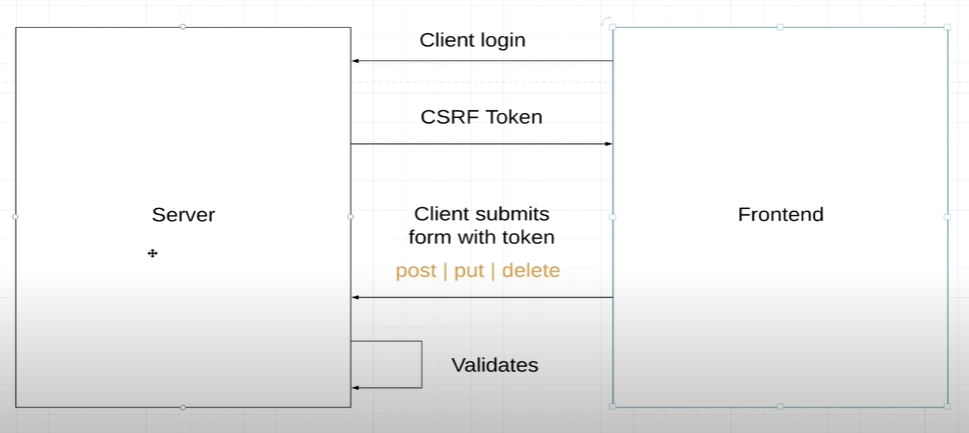 Client login
CSRF Token
Server
Client submits
form with token
Frontend
post | put | delete
Validates